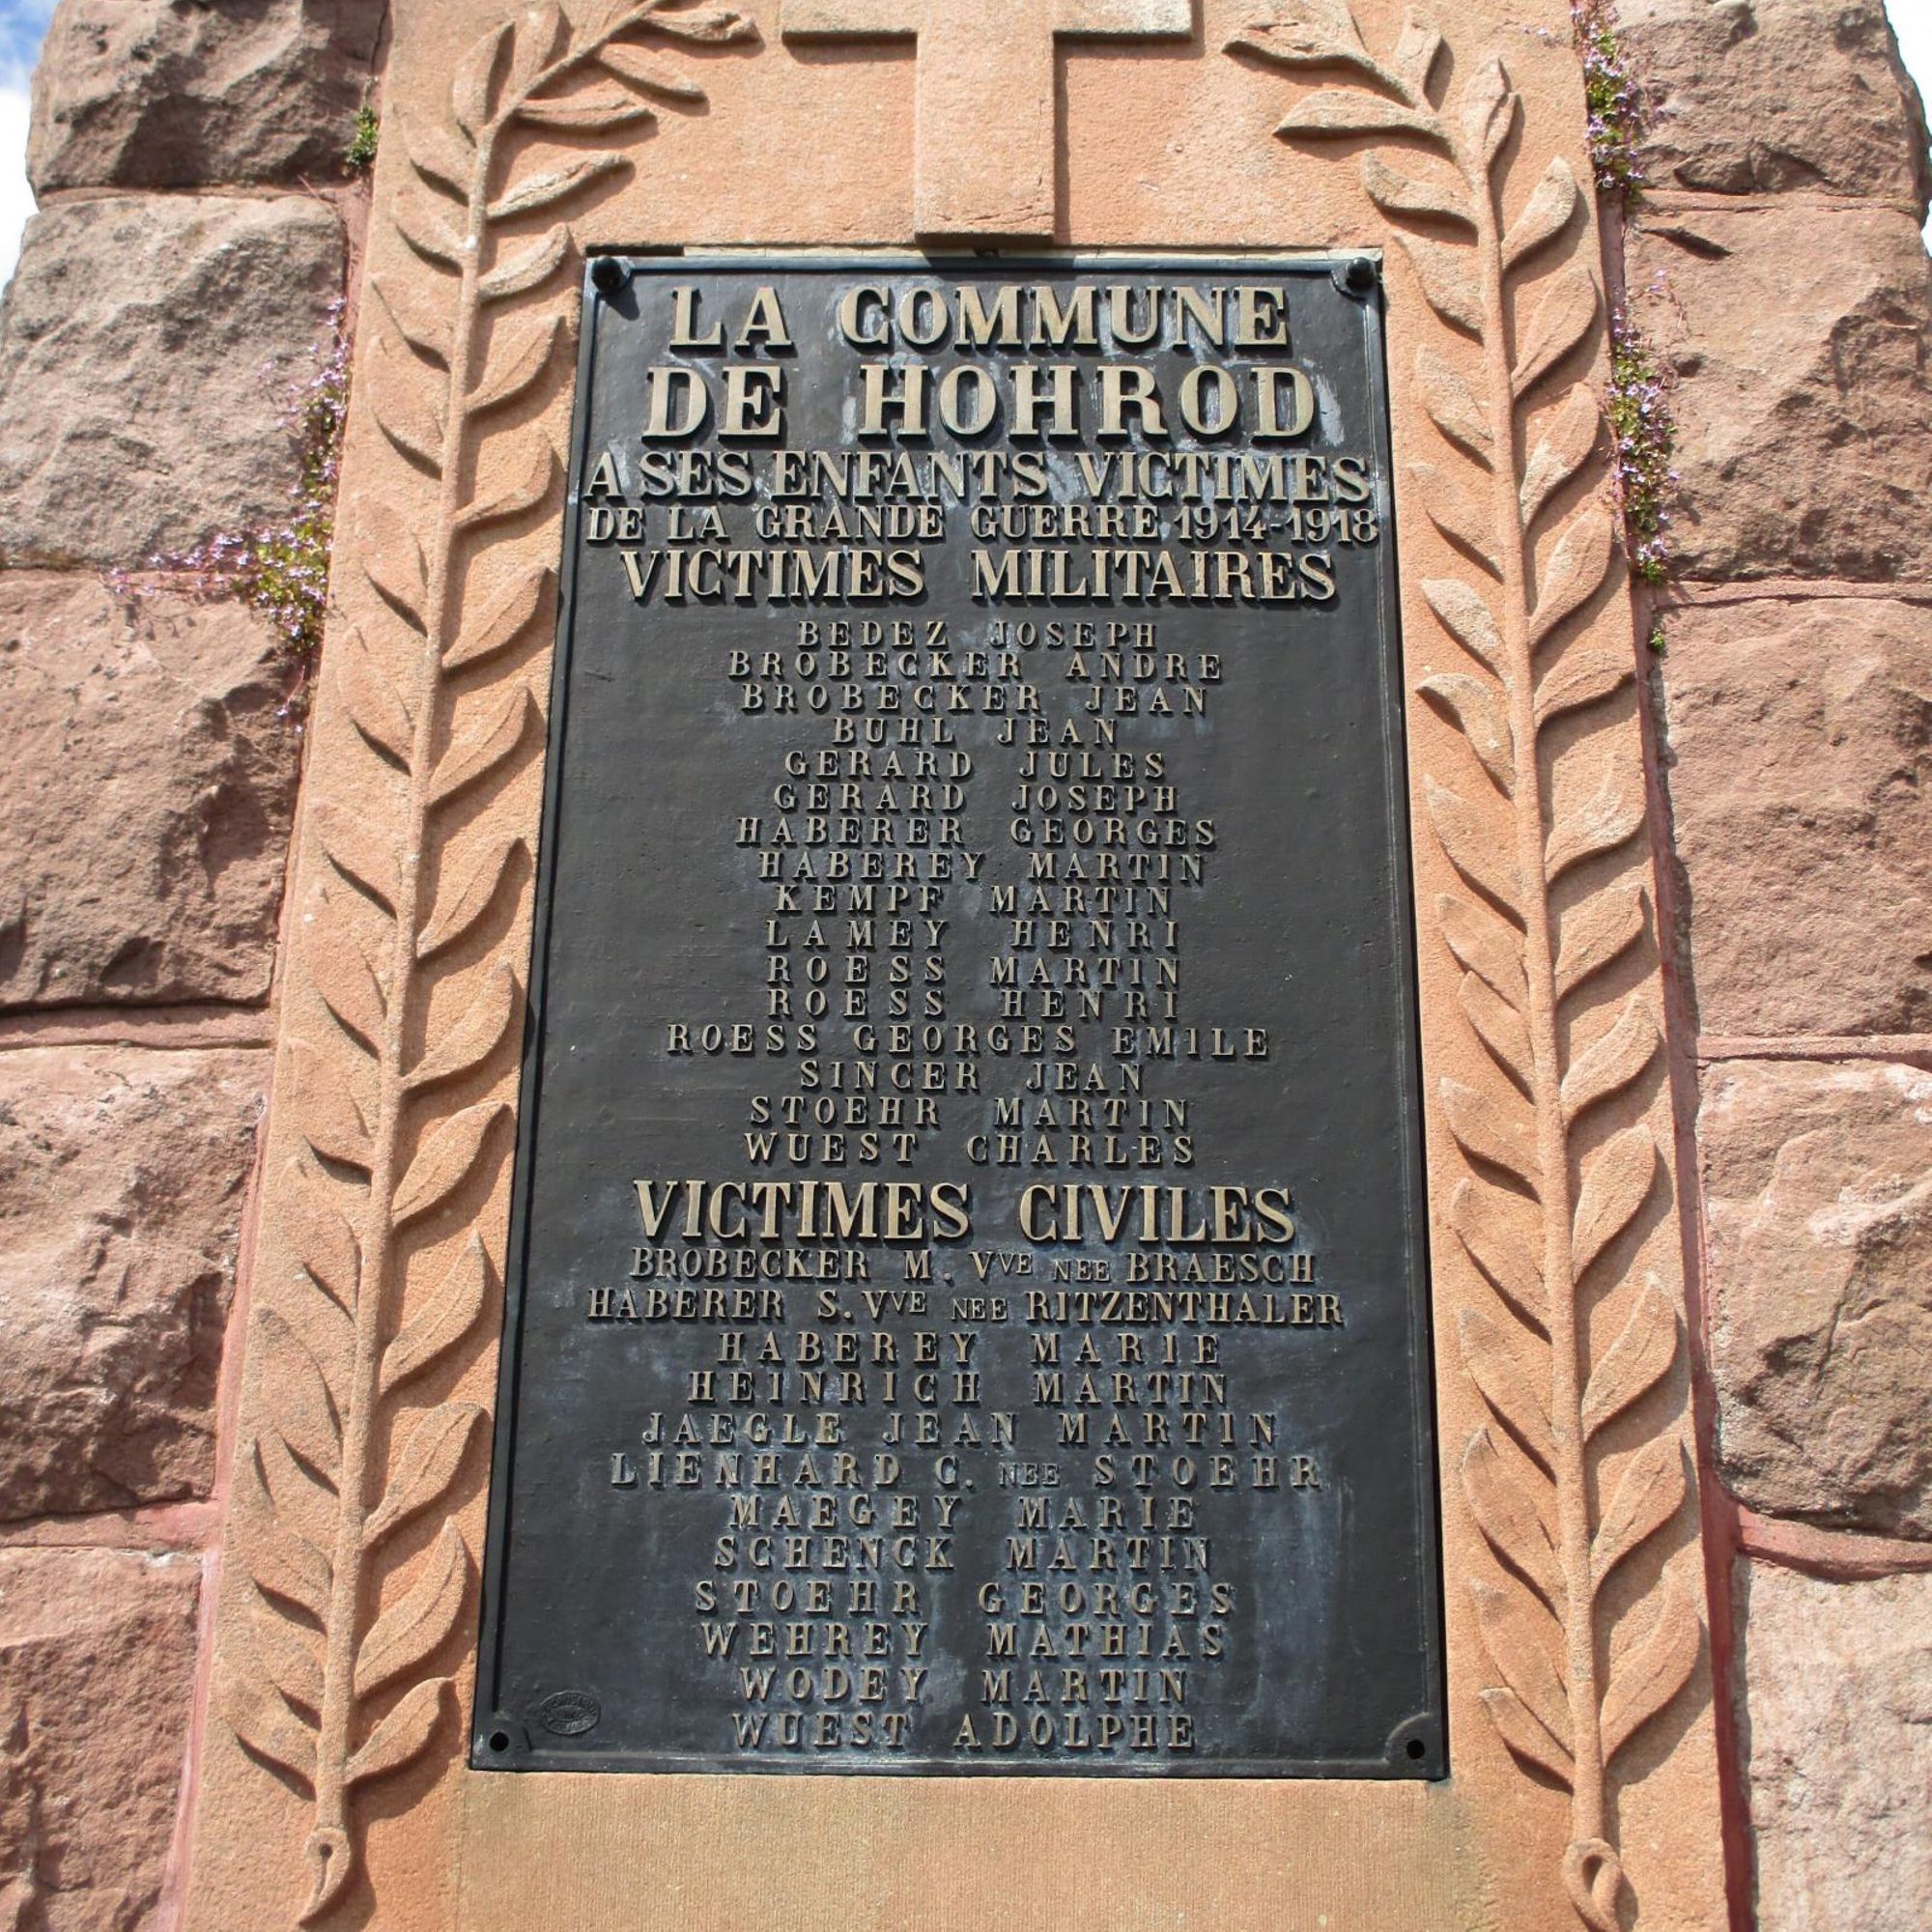 LA COMMUNE
DE HOHROD
A SES ENFANTS VICTIMES
DE LA GRANDE GUERRE 1914-1918
VICTIMES MILITAIRES
BEDEZ JOSEPH
BROBECKER ANDRE
BROBECKER JEAN
BUHL JEAN
GERARD JULES
GERARD JOSEPH
HABERER GEORGES
HABEREY MARTIN
KEMPF MARTIN
LAMEY HENRI
ROESS MARTIN
ROESS HENRI
ROESS GEORGES EMILE
SINCER JEAN
STOEHR MARTIN
WUEST CHARLES
VICTIMES CIVILES
BROBECKER M. VVE NEE BRAESCH
HABERER S. VVE NEE RITZENTHALER
HABEREY MARIE
HEINRICH MARTIN
JAEGLE JEAN MARTIN
LIENHARD C. NEE STOEHR
MAEGEY MARIE
SCHENCK MARTIN
STOEHR GEORGES
WEHREY MATHIAS
WODEY MARTIN
WUEST ADOLPHE